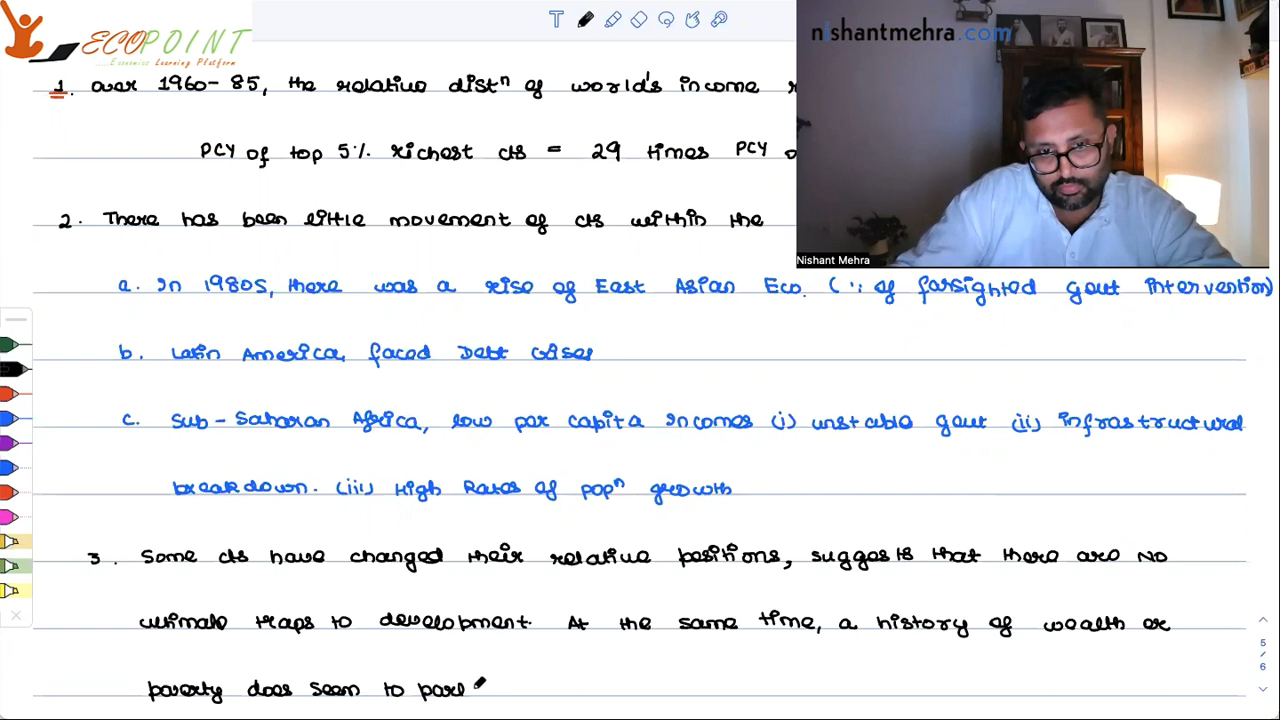 ECOPOINT
Economics Learning Platform
nishantmehra.com
Nishant Mehra
1. over 1960-85, the relative distⁿ of world's income
PCY of top 5% richest cts = 29 times PCY
2. There has been little movement of cts within the
a. In 1980s, there was a rise of East Asian Eco. (∵ of farsighted govt intervention)
b. Latin America, faced Debt crises
c. Sub-Saharan Africa, low per capita incomes (i) unstable govt (ii) infrastructural
breakdown. (iii) High Rates of popⁿ growth
3. Some cts have changed their relative positions, suggests that there are no
ultimate traps to development. At the same time, a history of wealth or
poverty does seem to
5
/
6